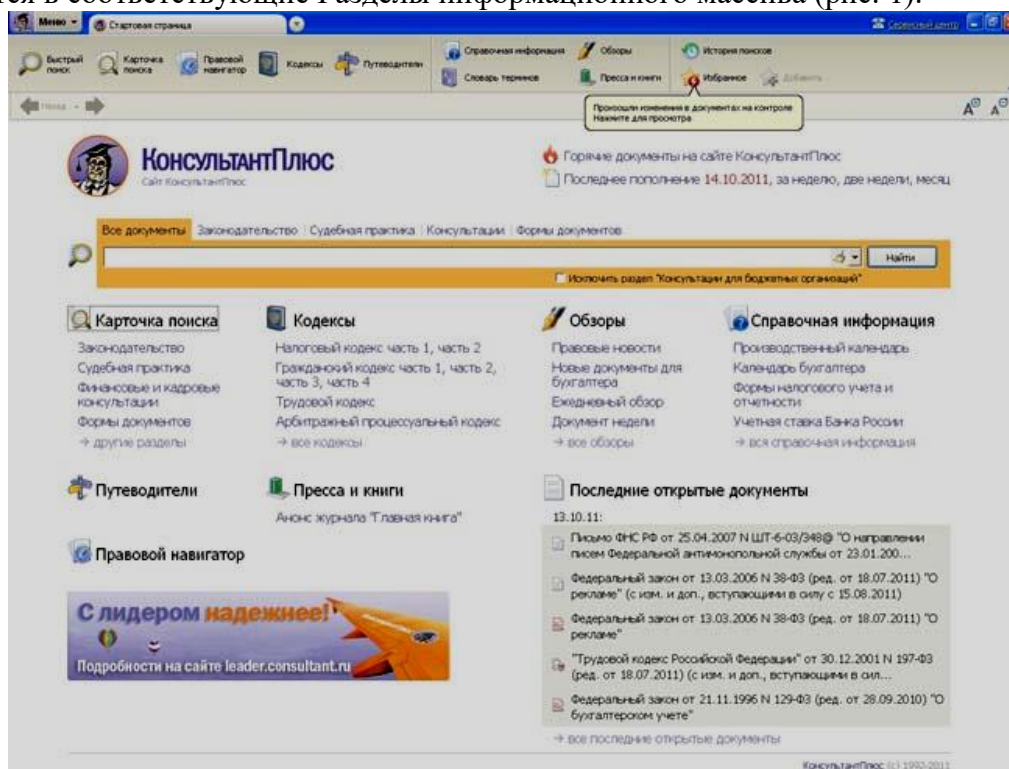 ся в соответствующие Разделы информационного массива (рис. 1).
Меню Стартовая страница Сервисный центр
Быстрый поиск Карточка поиска Правовой навигатор Кодексы Путеводители
Справочная информация Обзоры История поисков
Словарь терминов Пресса и книги Избранное Добавить
Назад
Произошли изменения в документах на контроле
Нажмите для просмотра
КонсультантПлюс
Сайт КонсультантПлюс
Горячие документы на сайте КонсультантПлюс
Последнее пополнение 14.10.2011, за неделю, две недели, месяц
Все документы Законодательство Судебная практика Консультации Формы документов
Найти
Исключить раздел "Консультации для бюджетных организаций"
Карточка поиска
Законодательство
Судебная практика
Финансовые и кадровые
консультации
Формы документов
→ другие разделы
Кодексы
Налоговый кодекс часть 1, часть 2
Гражданский кодекс часть 1, часть 2,
часть 3, часть 4
Трудовой кодекс
Арбитражный процессуальный кодекс
→ все кодексы
Обзоры
Правовые новости
Новые документы для
бухгалтера
Ежедневный обзор
Документ недели
→ все обзоры
Справочная информация
Производственный календарь
Календарь бухгалтера
Формы налогового учета и
отчетности
Учетная ставка Банка России
→ вся справочная информация
Путеводители
Пресса и книги
Анонс журнала "Главная книга"
Правовой навигатор
С лидером надежнее!
Подробности на сайте leader.consultant.ru
Последние открытые документы
13.10.11:
Письмо ФНС РФ от 25.04.2007 N ШТ-6-03/348@ "О направлении
писем Федеральной антимонопольной службы от 23.01.200...
Федеральный закон от 13.03.2006 N 38-ФЗ (ред. от 18.07.2011) "О
рекламе" (с изм. и доп., вступающими в силу с 15.08.2011)
Федеральный закон от 13.03.2006 N 38-ФЗ (ред. от 18.07.2011) "О
рекламе"
"Трудовой кодекс Российской Федерации" от 30.12.2001 N 197-ФЗ
(ред. от 18.07.2011) (с изм. и доп., вступающими в сил...
Федеральный закон от 21.11.1996 N 129-ФЗ (ред. от 28.09.2010) "О
бухгалтерском учете"
→ все последние открытые документы
КонсультантПлюс (c) 1992-2011